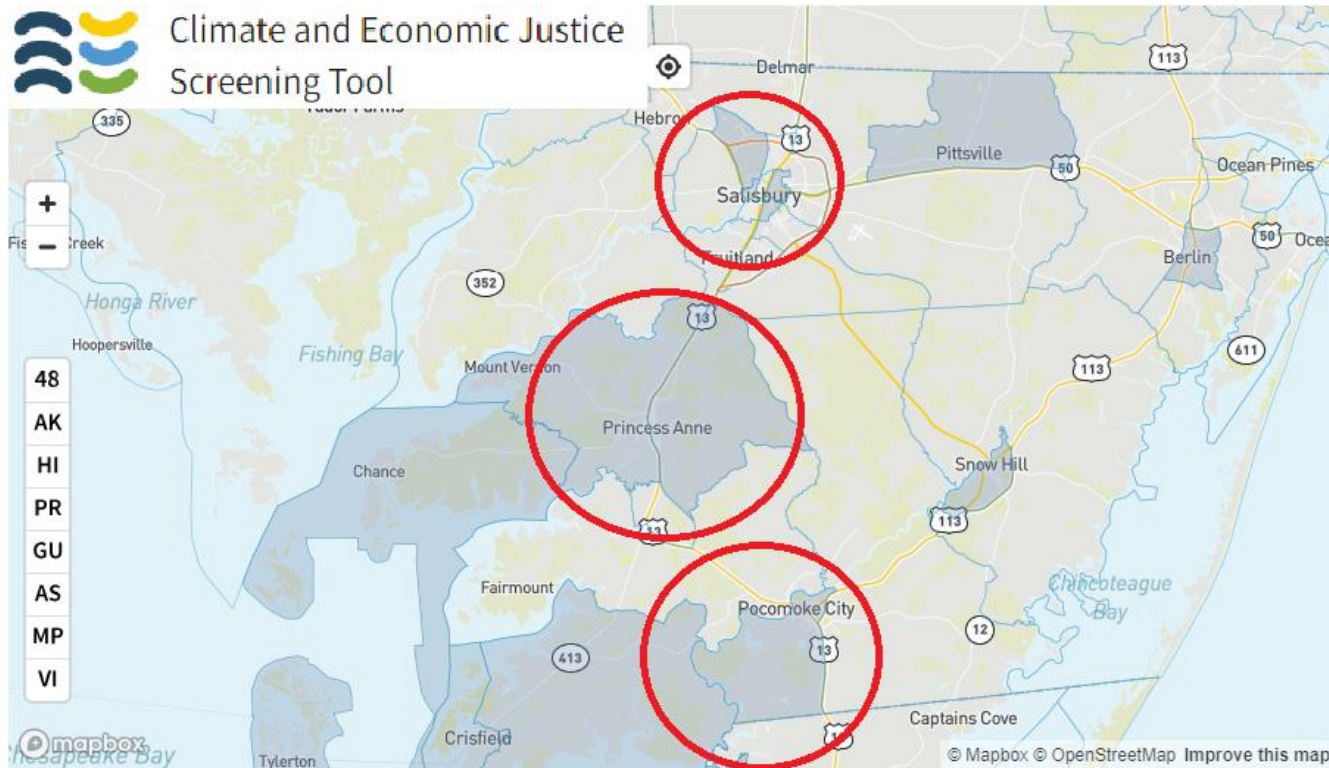 Climate and Economic Justice
Screening Tool
Delmar
113
335
Hebron
13
Pittsville
50
Ocean Pines
+
Salisbury
−
Creek
Fruitland
50
Berlin
352
Honga River
13
Hoopersville
Fishing Bay
611
Mount Vernon
113
48
AK
Princess Anne
HI
Chance
Snow Hill
PR
113
13
GU
Fairmount
Chincoteague
Bay
AS
Pocomoke City
12
MP
413
13
VI
Captains Cove
Crisfield
mapbox
Chesapeake Bay
Tylerton
© Mapbox © OpenStreetMap Improve this map